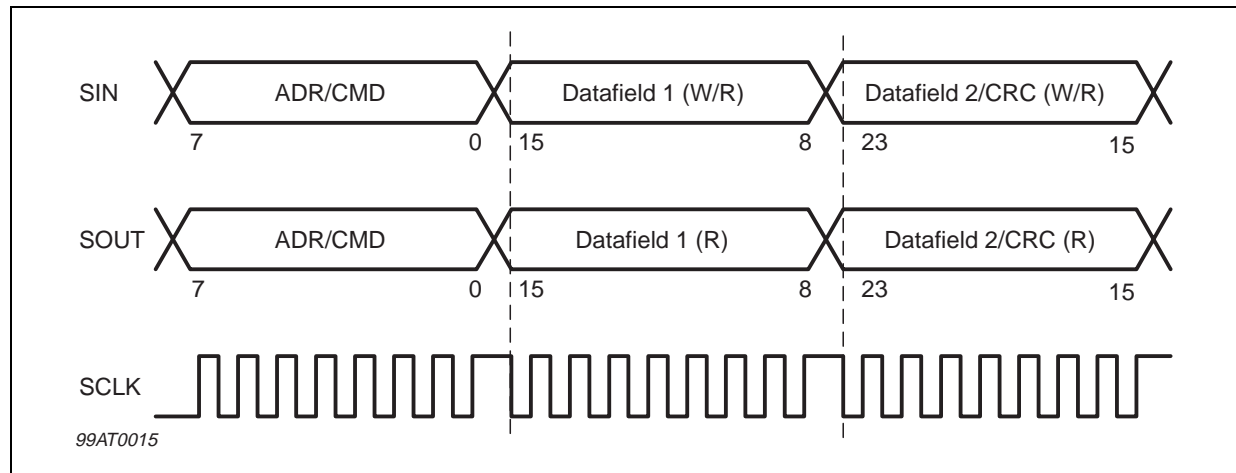 SIN ADR/CMD Datafield 1 (W/R) Datafield 2/CRC (W/R)
7 0 15 8 23 15
SOUT ADR/CMD Datafield 1 (R) Datafield 2/CRC (R)
7 0 15 8 23 15
SCLK
99AT0015